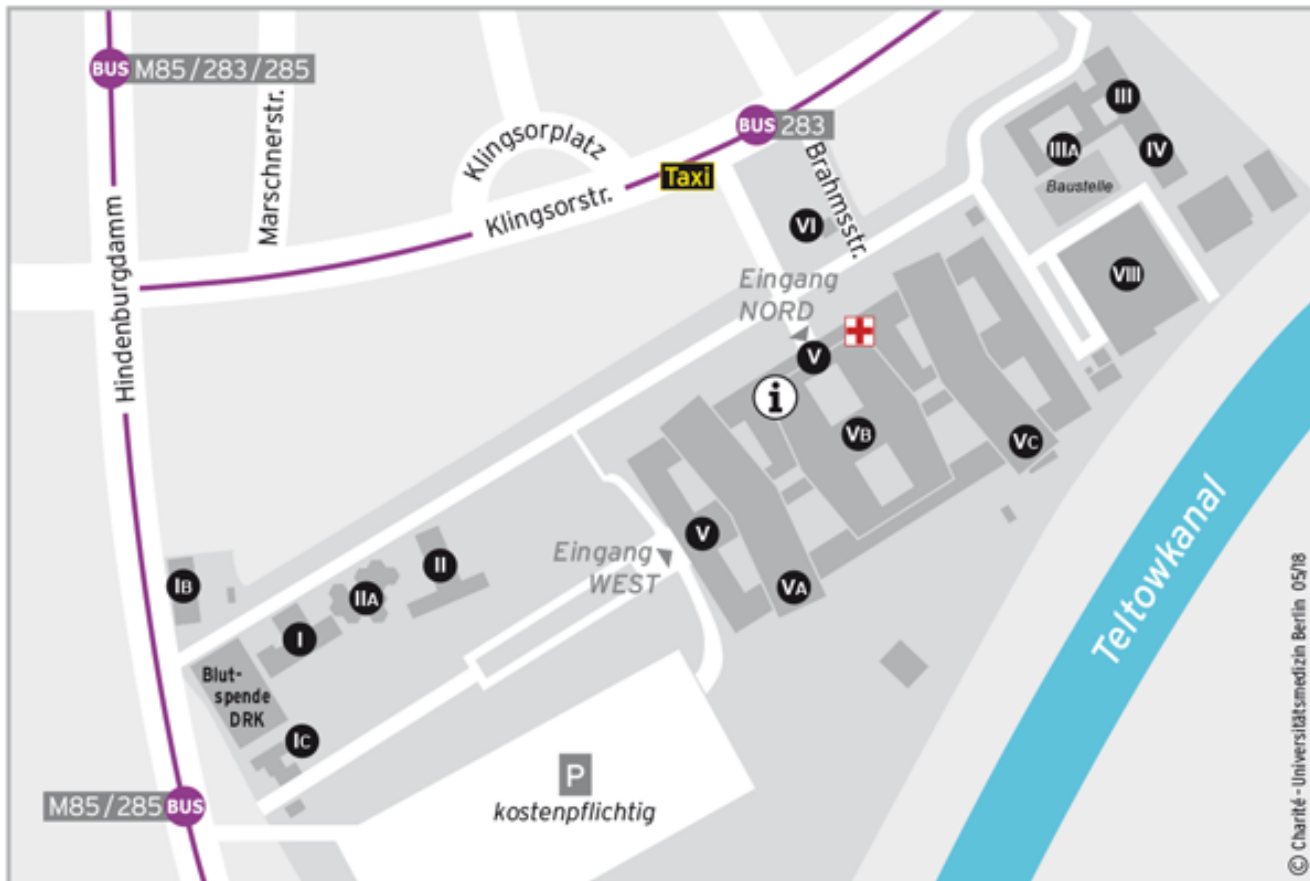 BUS M85/283/285
Marschnerstr.
Klingsorplatz
BUS 283
Taxi
Klingsorstr.
Brahmsstr.
III
IIIA
IV
Baustelle
VI
VIII
Hindenburgdamm
Eingang
NORD
V
i
VB
VC
V
VA
Eingang
WEST
II
IIA
IB
I
Blut-
spende
DRK
IC
P
kostenpflichtig
M85/285 BUS
Teltowkanal
© Charité - Universitätsmedizin Berlin 05/18